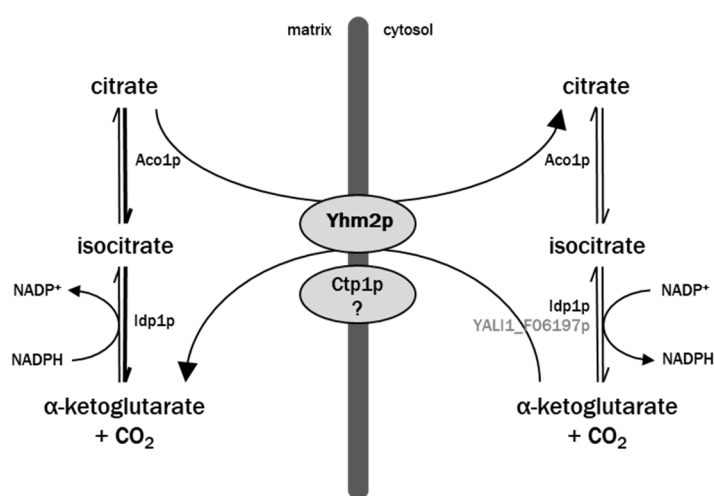 matrix
cytosol
citrate
citrate
Aco1p
Aco1p
Yhm2p
isocitrate
isocitrate
Ctp1p
?
NADP⁺
Idp1p
NADPH
Idp1p
YALI1_F06197p
NADP⁺
NADPH
α-ketoglutarate
+ CO₂
α-ketoglutarate
+ CO₂